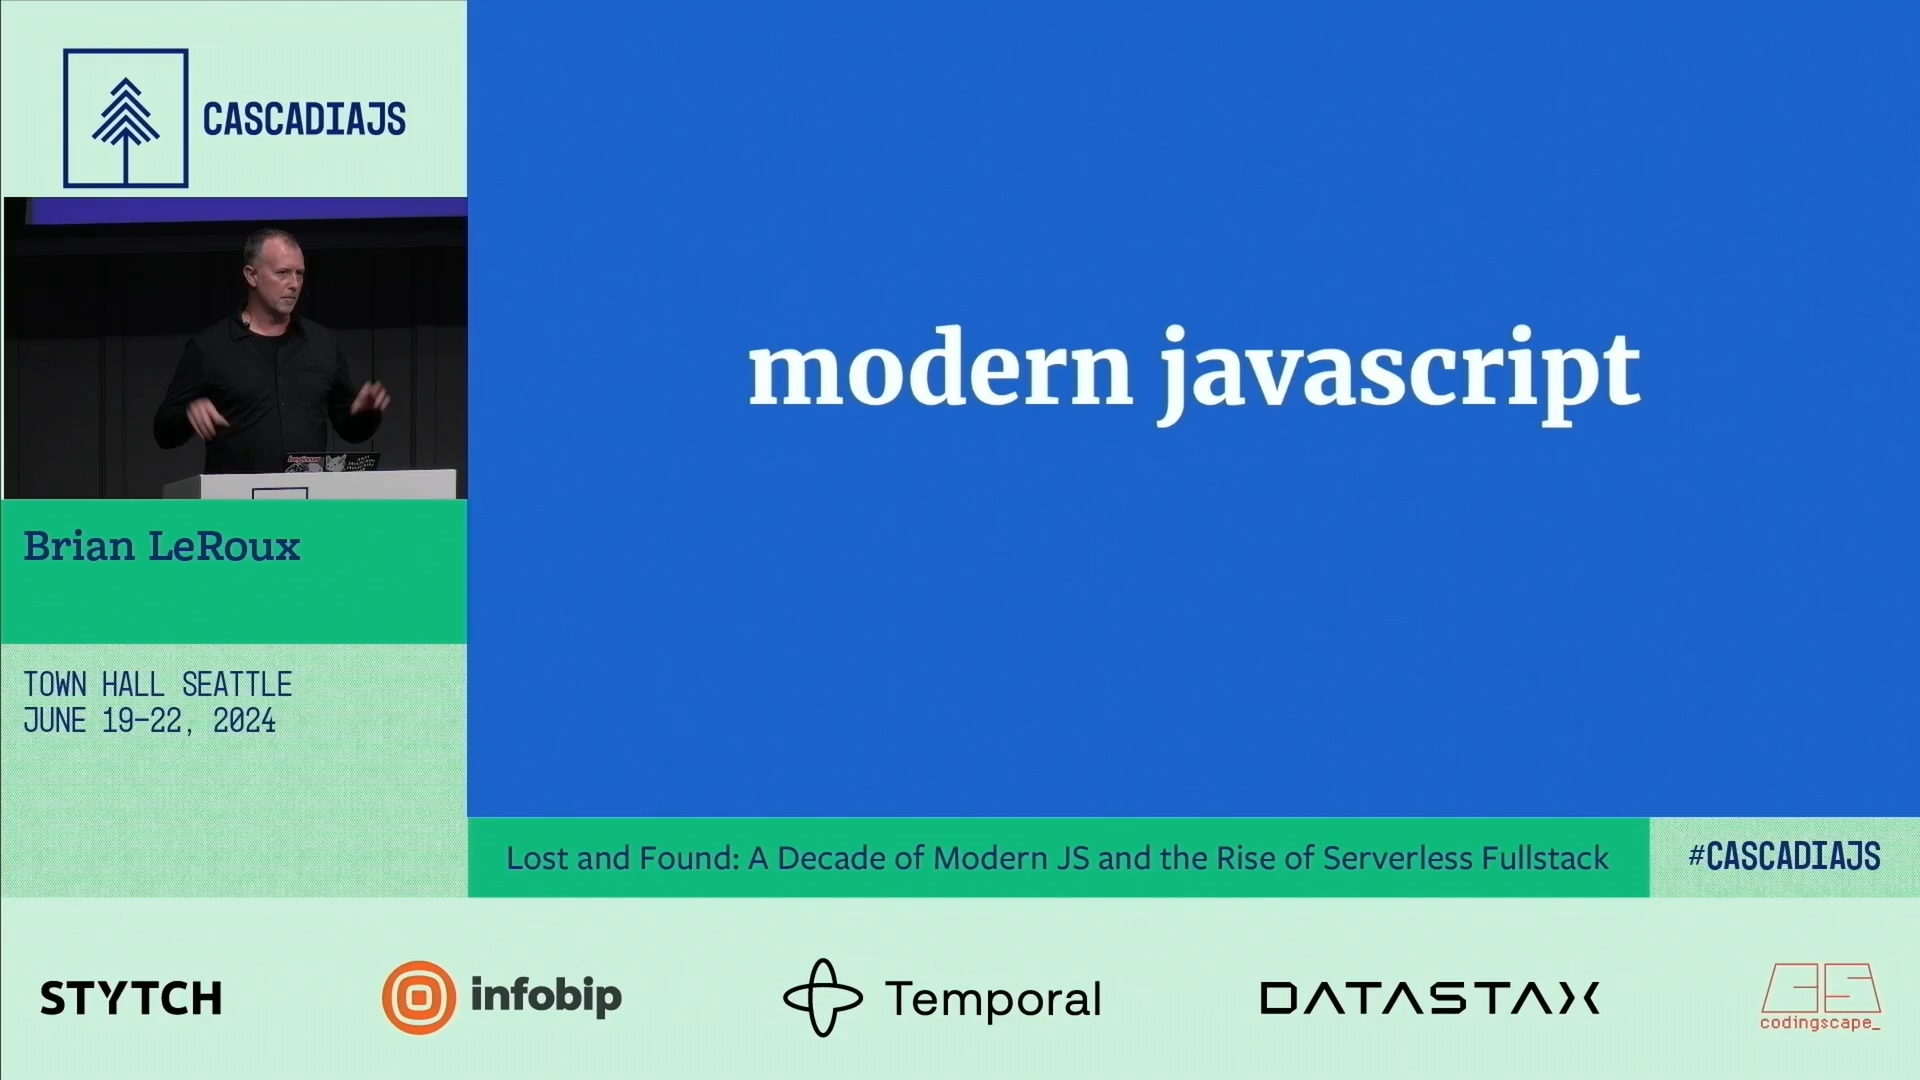 CASCADIAJS
modern javascript
Brian LeRoux
TOWN HALL SEATTLE
JUNE 19-22, 2024
Lost and Found: A Decade of Modern JS and the Rise of Serverless Fullstack
#CASCADIAJS
STYTCH
infobip
Temporal
DATASTAX
CS
codingscape_